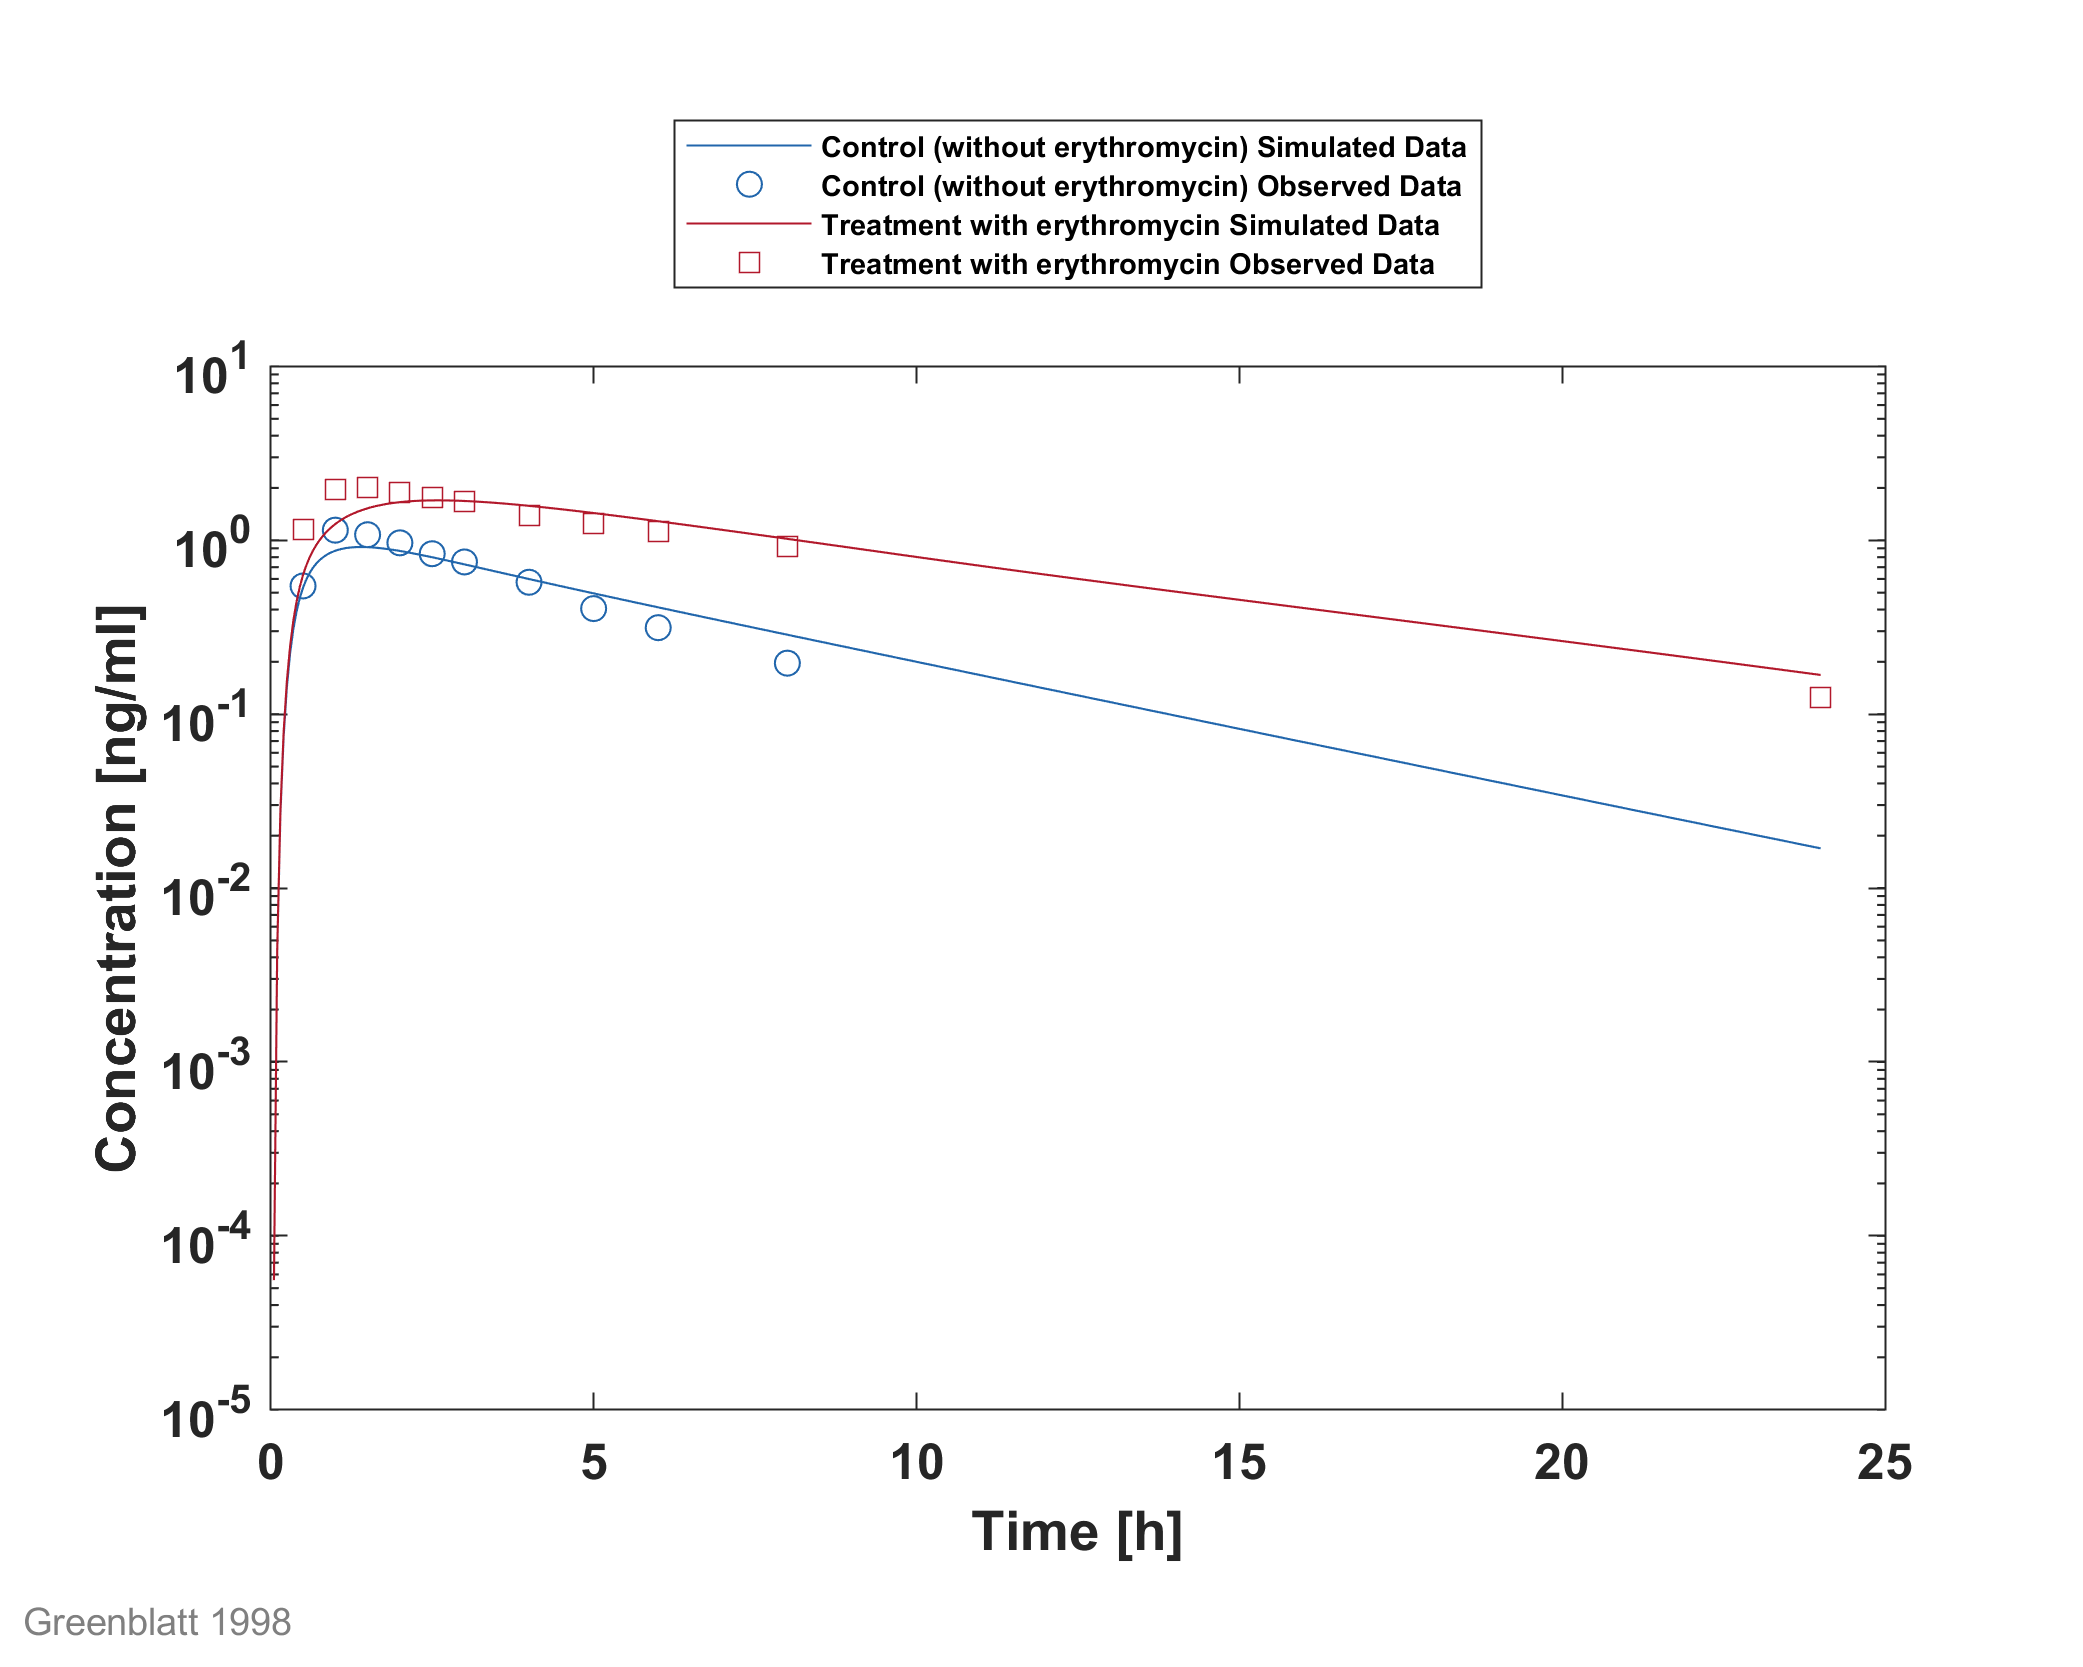 Control (without erythromycin) Simulated Data
Control (without erythromycin) Observed Data
Treatment with erythromycin Simulated Data
Treatment with erythromycin Observed Data
10^1
10^0
10^-1
10^-2
10^-3
10^-4
10^-5
Concentration [ng/ml]
0 5 10 15 20 25
Time [h]
Greenblatt 1998